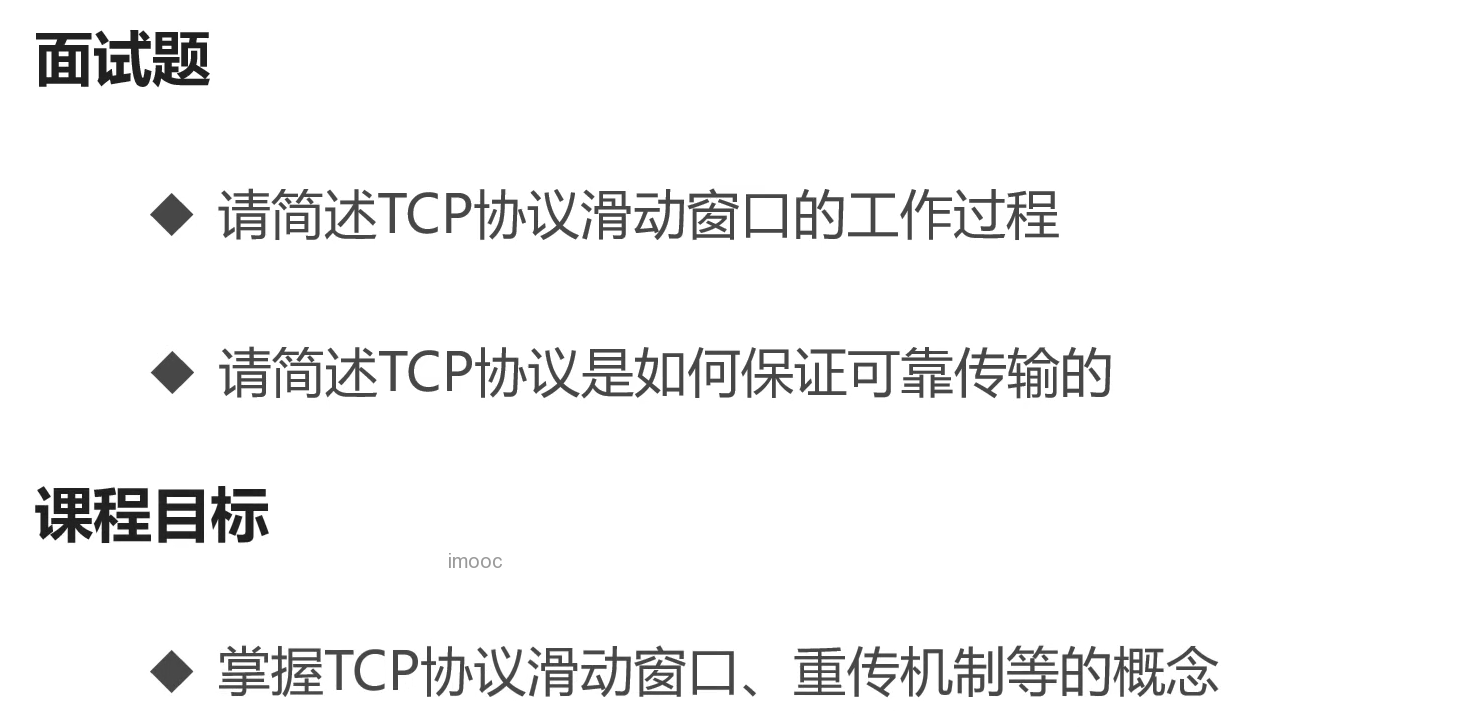 面试题
◆ 请简述TCP协议滑动窗口的工作过程
◆ 请简述TCP协议是如何保证可靠传输的
课程目标
imooc
◆ 掌握TCP协议滑动窗口、重传机制等的概念